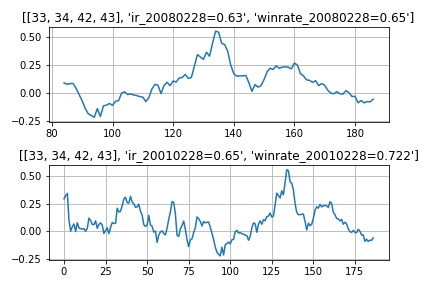 [[33, 34, 42, 43], 'ir_20080228=0.63', 'winrate_20080228=0.65']
0.50
0.25
0.00
−0.25
80 100 120 140 160 180
[[33, 34, 42, 43], 'ir_20010228=0.65', 'winrate_20010228=0.722']
0.50
0.25
0.00
−0.25
0 25 50 75 100 125 150 175